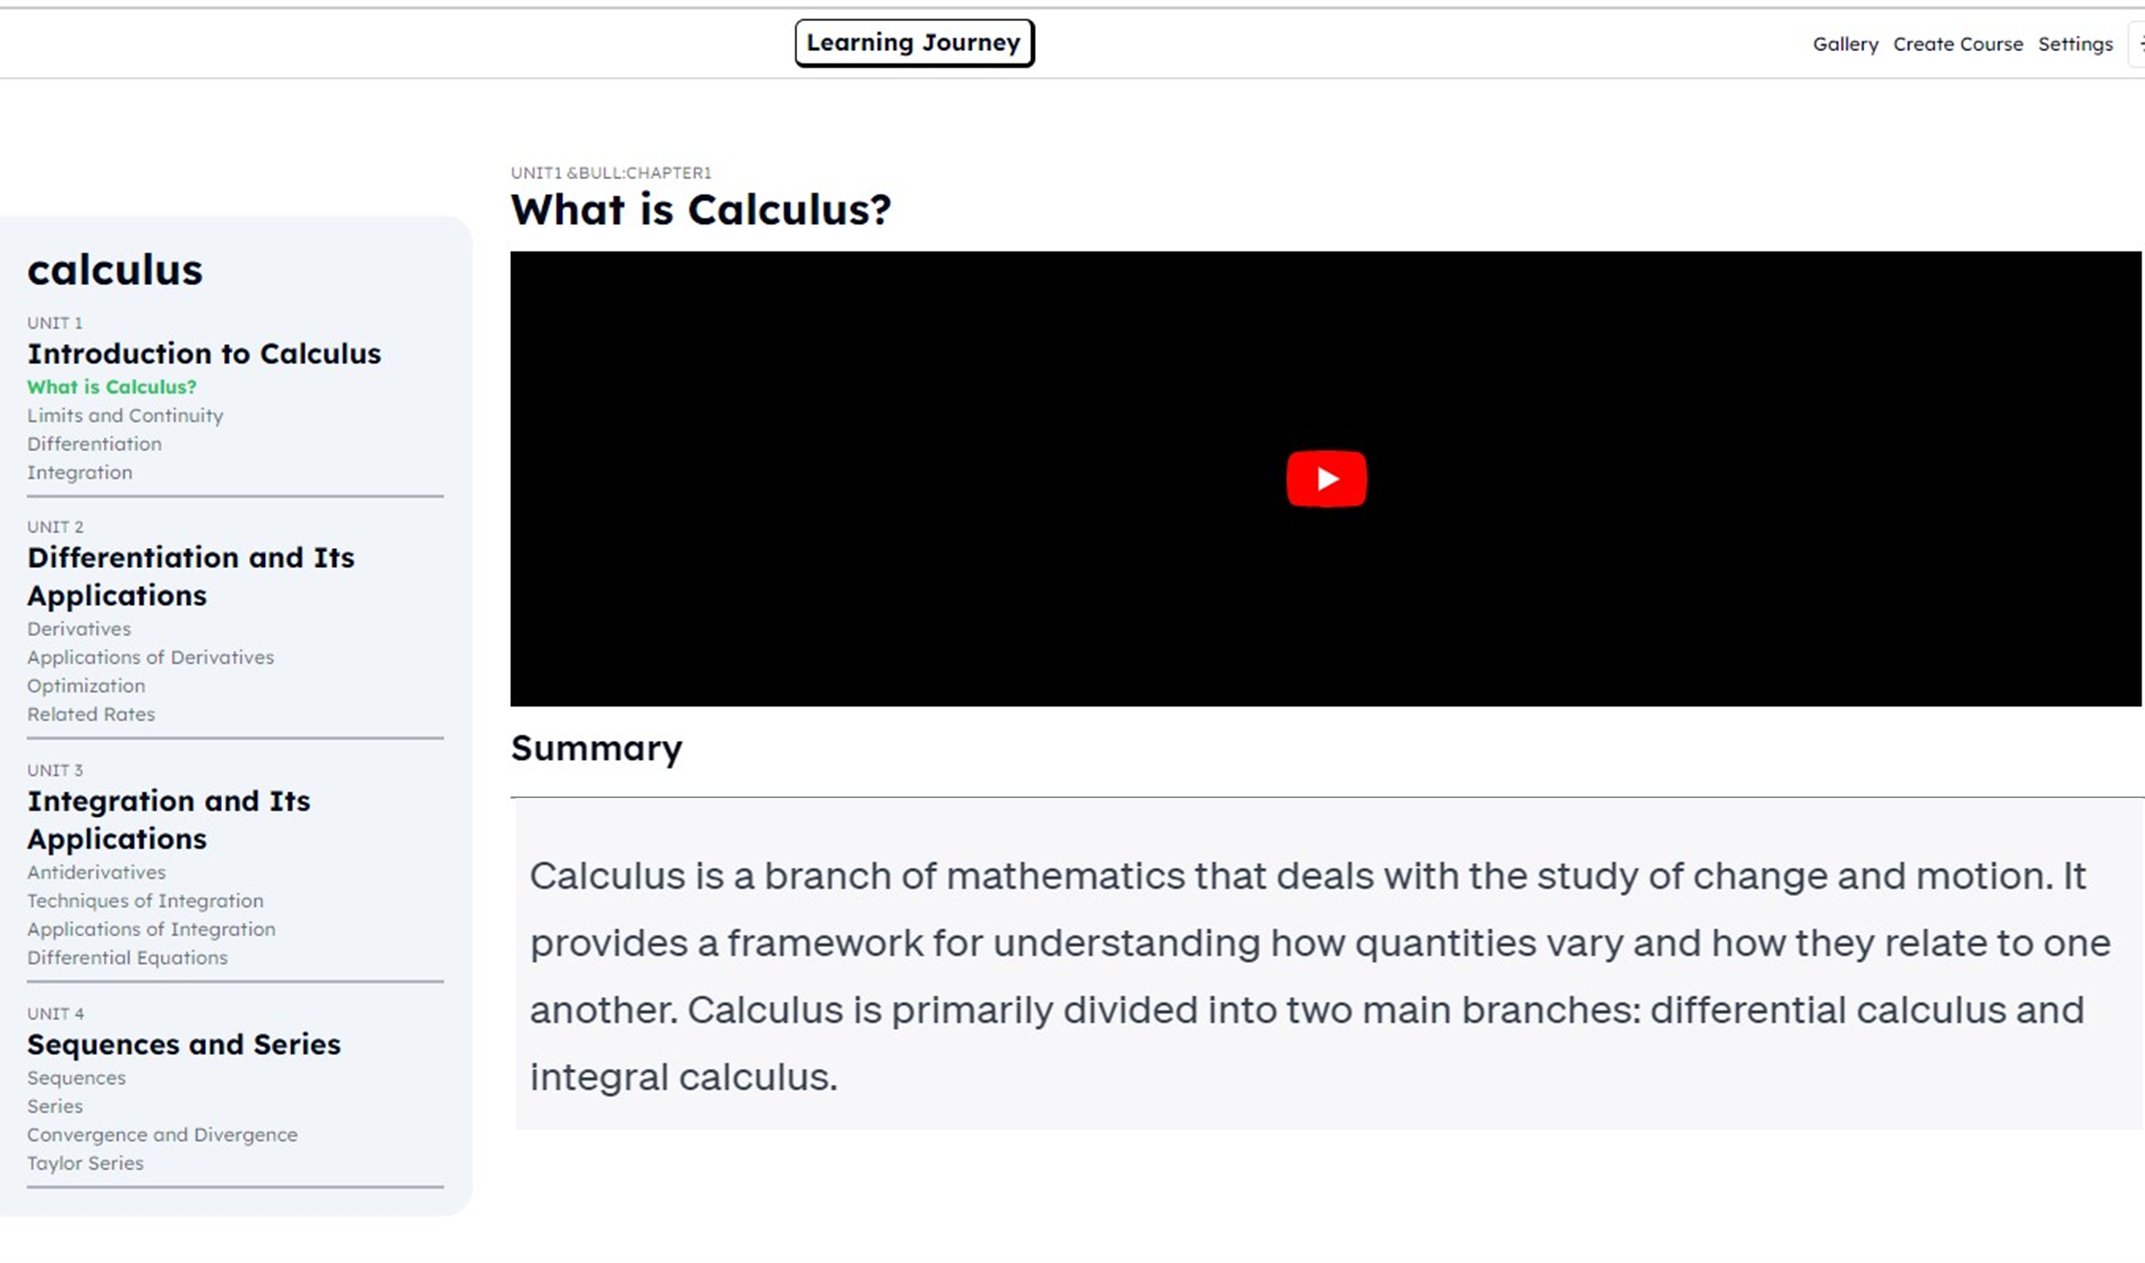 Learning Journey
Gallery Create Course Settings
UNIT1 &BULL:CHAPTER1
What is Calculus?
calculus
UNIT 1
Introduction to Calculus
What is Calculus?
Limits and Continuity
Differentiation
Integration
UNIT 2
Differentiation and Its
Applications
Derivatives
Applications of Derivatives
Optimization
Related Rates
UNIT 3
Integration and Its
Applications
Antiderivatives
Techniques of Integration
Applications of Integration
Differential Equations
UNIT 4
Sequences and Series
Sequences
Series
Convergence and Divergence
Taylor Series
Summary
Calculus is a branch of mathematics that deals with the study of change and motion. It
provides a framework for understanding how quantities vary and how they relate to one
another. Calculus is primarily divided into two main branches: differential calculus and
integral calculus.